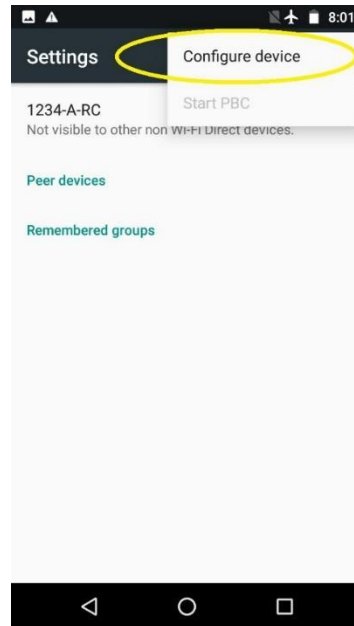 8:01
Settings
Configure device
Start PBC
1234-A-RC
Not visible to other non Wi-Fi Direct devices.
Peer devices
Remembered groups